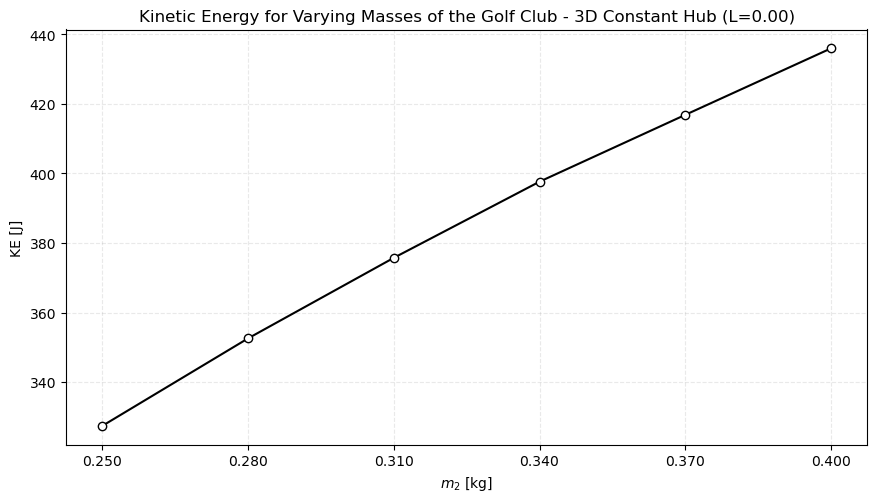 Kinetic Energy for Varying Masses of the Golf Club - 3D Constant Hub (L=0.00)
440
420
400
380
360
340
KE [J]
0.250 0.280 0.310 0.340 0.370 0.400
m₂ [kg]